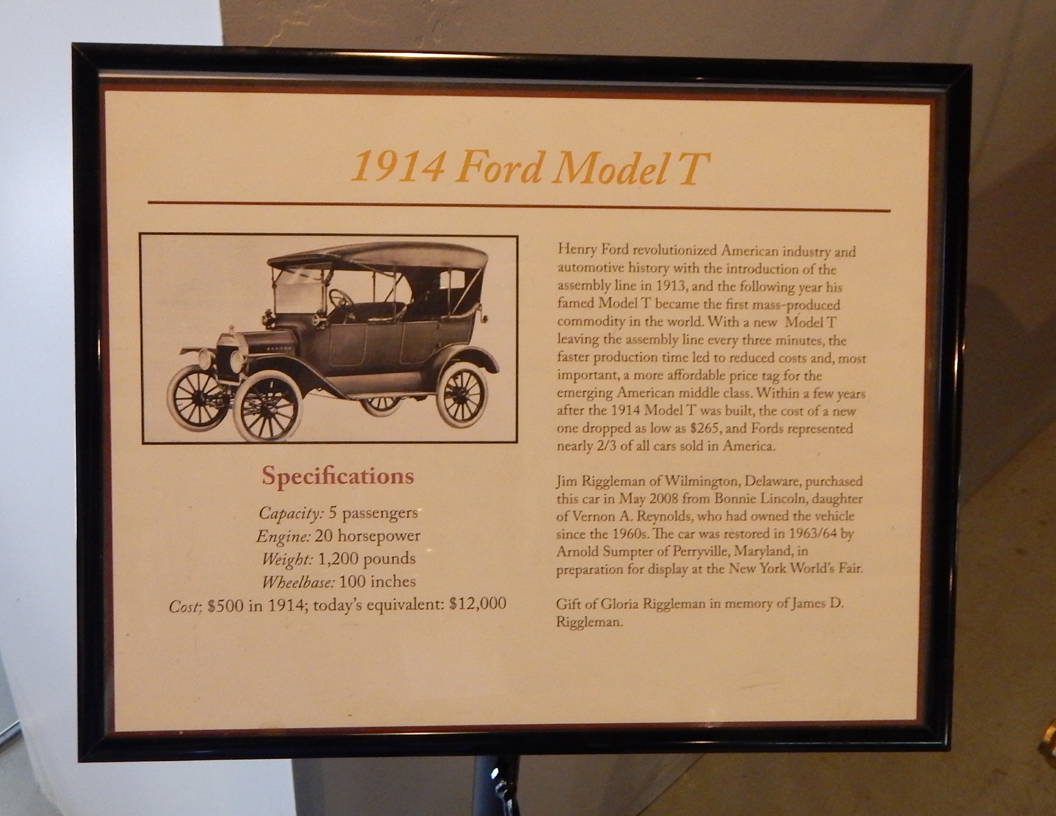 1914 Ford Model T
Henry Ford revolutionized American industry and
automotive history with the introduction of the
assembly line in 1913, and the following year his
famed Model T became the first mass-produced
commodity in the world. With a new Model T
leaving the assembly line every three minutes, the
faster production time led to reduced costs and, most
important, a more affordable price tag for the
emerging American middle class. Within a few years
after the 1914 Model T was built, the cost of a new
one dropped as low as $265, and Fords represented
nearly 2/3 of all cars sold in America.
Jim Riggleman of Wilmington, Delaware, purchased
this car in May 2008 from Bonnie Lincoln, daughter
of Vernon A. Reynolds, who had owned the vehicle
since the 1960s. The car was restored in 1963/64 by
Arnold Sumpter of Perryville, Maryland, in
preparation for display at the New York World's Fair.
Gift of Gloria Riggleman in memory of James D.
Riggleman.
Specifications
Capacity: 5 passengers
Engine: 20 horsepower
Weight: 1,200 pounds
Wheelbase: 100 inches
Cost: $500 in 1914; today's equivalent: $12,000